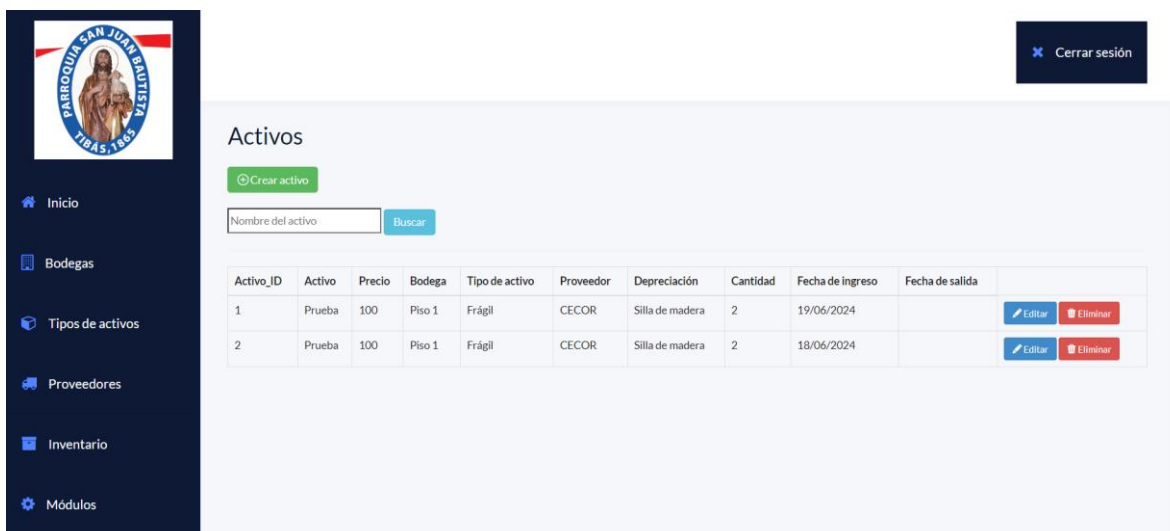 PARROQUIA SAN JUAN BAUTISTA
TIBÁS, 1865
Cerrar sesión
Inicio
Bodegas
Tipos de activos
Proveedores
Inventario
Módulos
Activos
Crear activo
Nombre del activo Buscar
Activo_ID Activo Precio Bodega Tipo de activo Proveedor Depreciación Cantidad Fecha de ingreso Fecha de salida
1 Prueba 100 Piso 1 Frágil CECOR Silla de madera 2 19/06/2024 Editar Eliminar
2 Prueba 100 Piso 1 Frágil CECOR Silla de madera 2 18/06/2024 Editar Eliminar